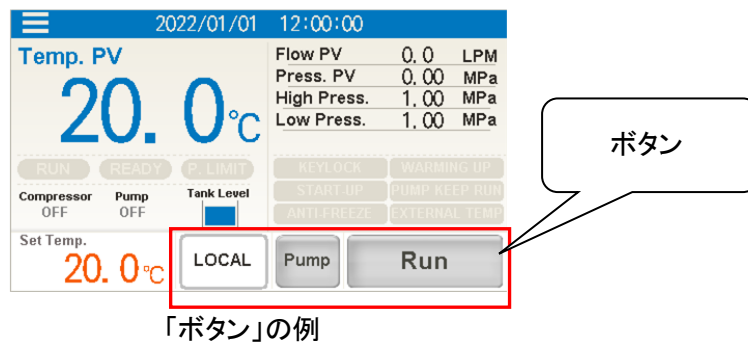 2022/01/01 12:00:00
Temp. PV
20.0℃
Flow PV 0.0 LPM
Press. PV 0.00 MPa
High Press. 1.00 MPa
Low Press. 1.00 MPa
RUN READY P. LIMIT
KEYLOCK WARMING UP
START-UP PUMP KEEP RUN
ANTI-FREEZE EXTERNAL TEMP
Compressor Pump Tank Level
OFF OFF
Set Temp.
20.0℃
LOCAL Pump Run
ボタン
「ボタン」の例